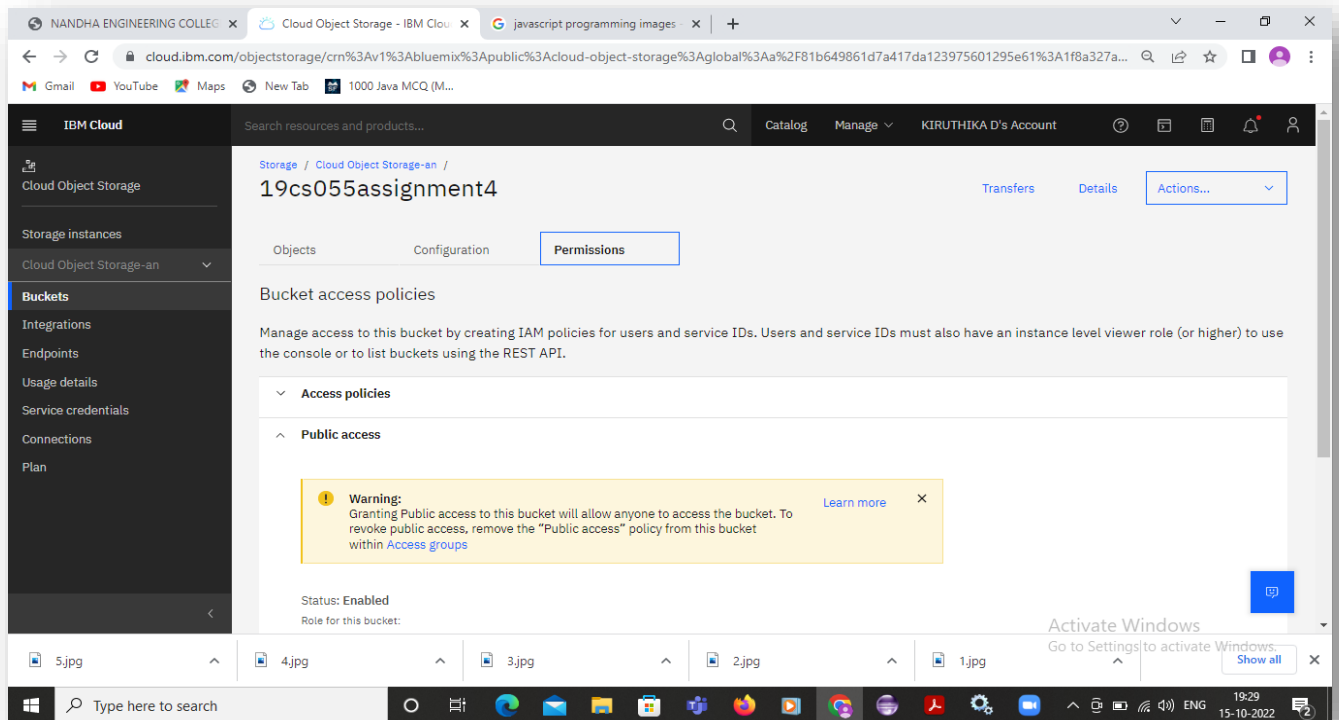 NANDHA ENGINEERING COLLEG
Cloud Object Storage - IBM Clou
G javascript programming images -
cloud.ibm.com/objectstorage/crn%3Av1%3Abluemix%3Apublic%3Acloud-object-storage%3Aglobal%3Aa%2F81b649861d7a417da123975601295e61%3A1f8a327a...
Gmail YouTube Maps New Tab 1000 Java MCQ (M...
IBM Cloud
Search resources and products...
Catalog Manage KIRUTHIKA D's Account
Cloud Object Storage
Storage instances
Cloud Object Storage-an
Buckets
Integrations
Endpoints
Usage details
Service credentials
Connections
Plan
Storage / Cloud Object Storage-an /
19cs055assignment4
Transfers Details Actions...
Objects Configuration Permissions
Bucket access policies
Manage access to this bucket by creating IAM policies for users and service IDs. Users and service IDs must also have an instance level viewer role (or higher) to use
the console or to list buckets using the REST API.
Access policies
Public access
Warning:
Granting Public access to this bucket will allow anyone to access the bucket. To
revoke public access, remove the “Public access” policy from this bucket
within Access groups
Learn more
Status: Enabled
Role for this bucket:
Activate Windows
Go to Settings to activate Windows.
5.jpg 4.jpg 3.jpg 2.jpg 1.jpg Show all
Type here to search
ENG
19:29
15-10-2022
2